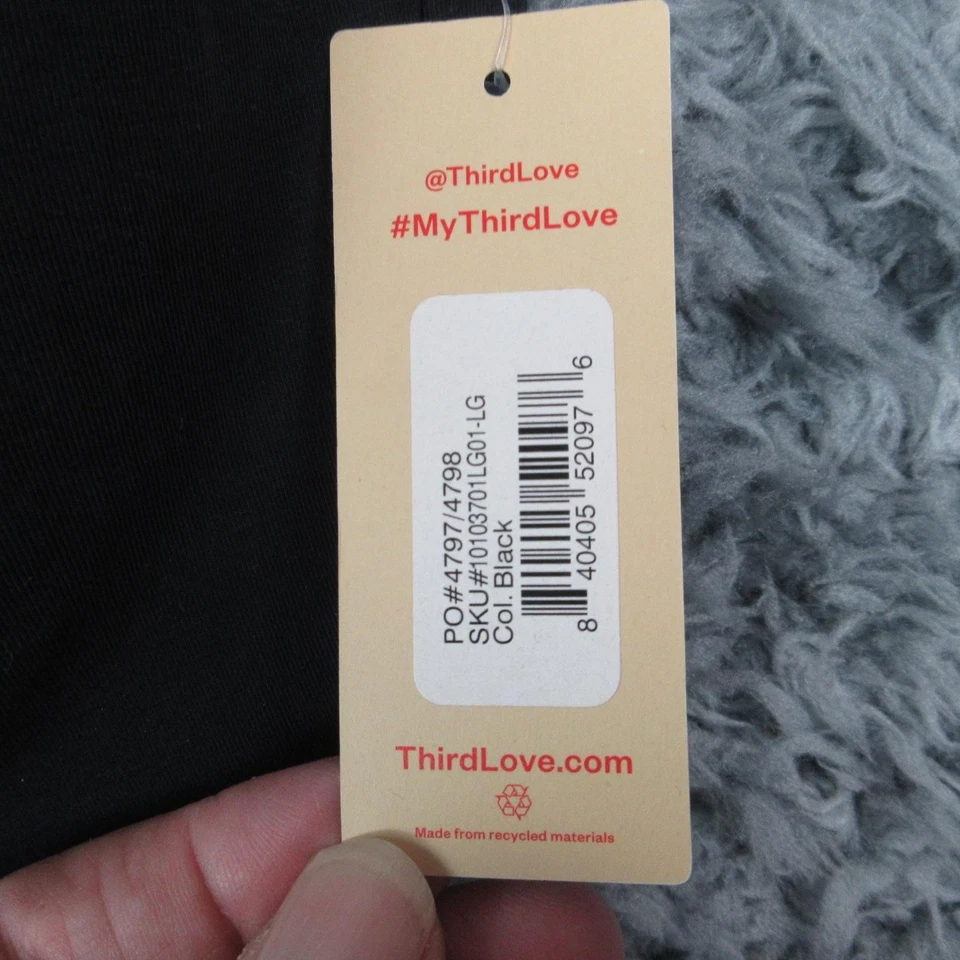 @ThirdLove
#MyThirdLove
PO#4797/4798
SKU#10103701LG01-LG
Col. Black
8 40405 52097 6
ThirdLove.com
Made from recycled materials